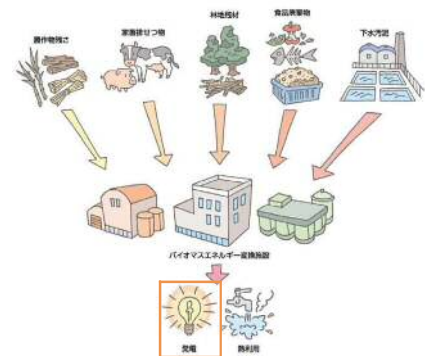 農作物残さ
家畜排せつ物
林地残材
食品廃棄物
下水汚泥
バイオマスエネルギー変換施設
発電
熱利用